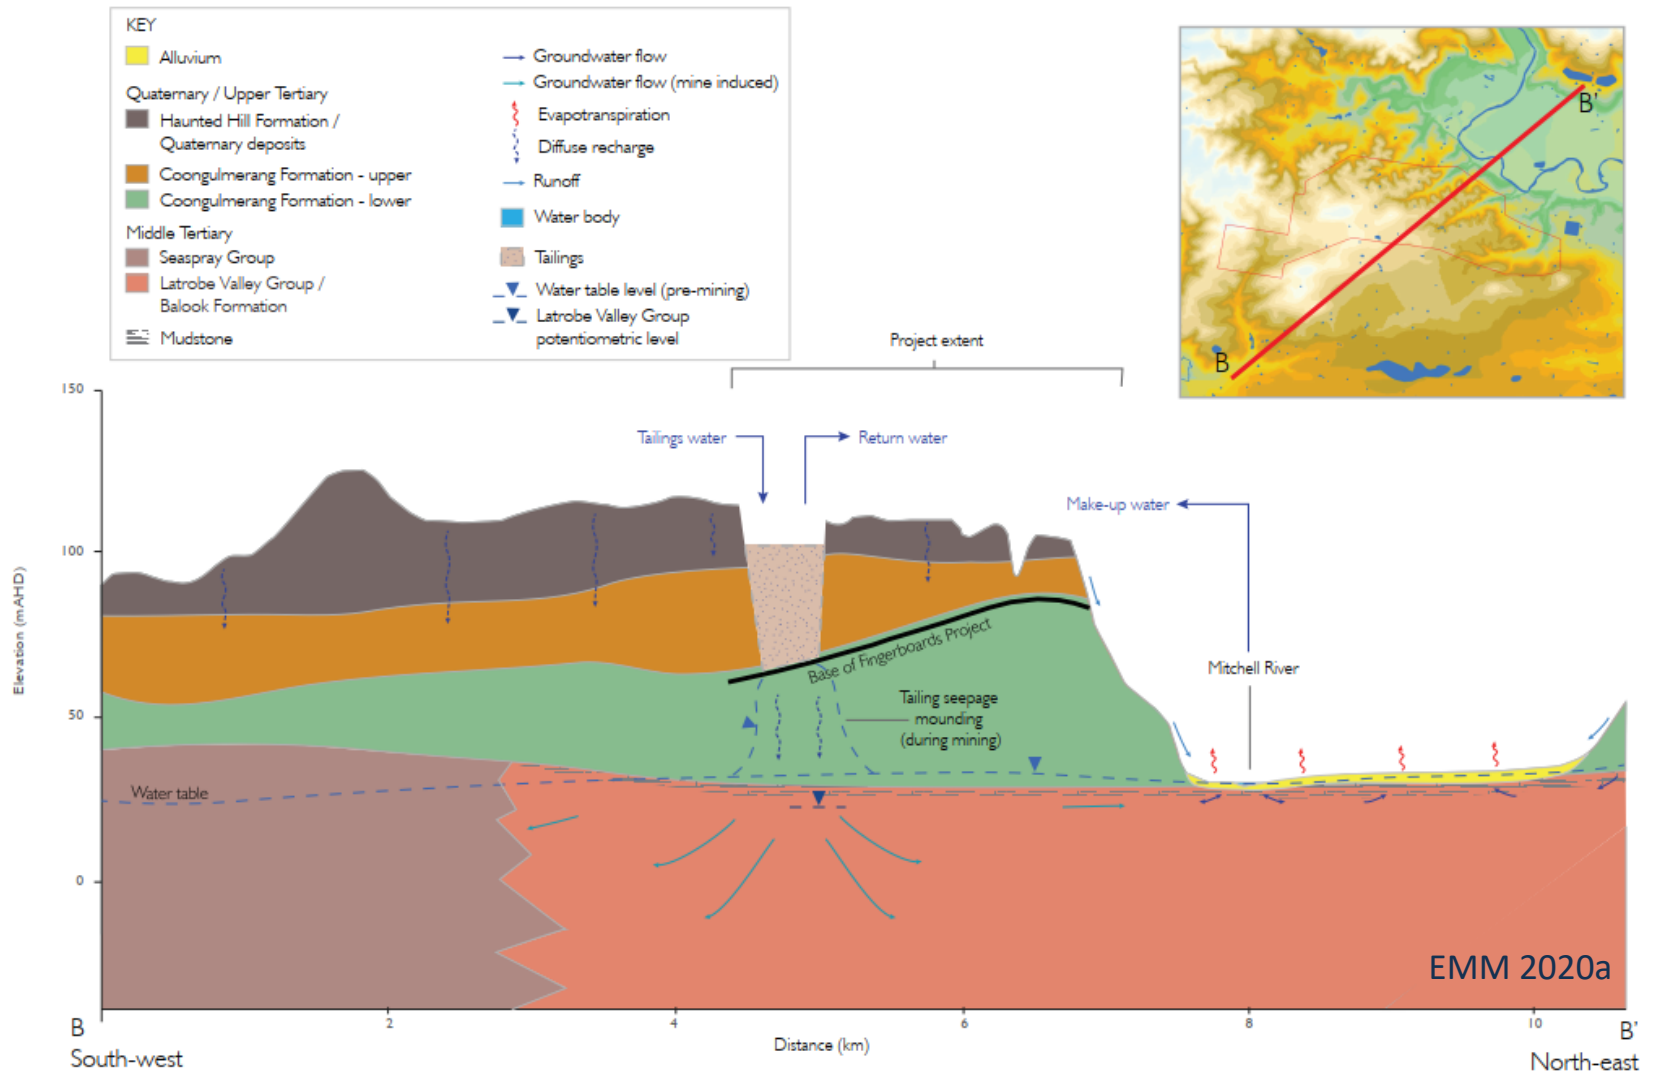 KEY
Alluvium
Quaternary / Upper Tertiary
Haunted Hill Formation /
Quaternary deposits
Coongulmerang Formation - upper
Coongulmerang Formation - lower
Middle Tertiary
Seaspray Group
Latrobe Valley Group /
Balook Formation
Mudstone
Groundwater flow
Groundwater flow (mine induced)
Evapotranspiration
Diffuse recharge
Runoff
Water body
Tailings
Water table level (pre-mining)
Latrobe Valley Group
potentiometric level
B'
B
Project extent
150
100
50
0
Elevation (mAHD)
Tailings water
Return water
Make-up water
Mitchell River
Base of Fingerboards Project
Tailing seepage
mounding
(during mining)
Water table
EMM 2020a
2
4
6
8
10
Distance (km)
B
South-west
B'
North-east